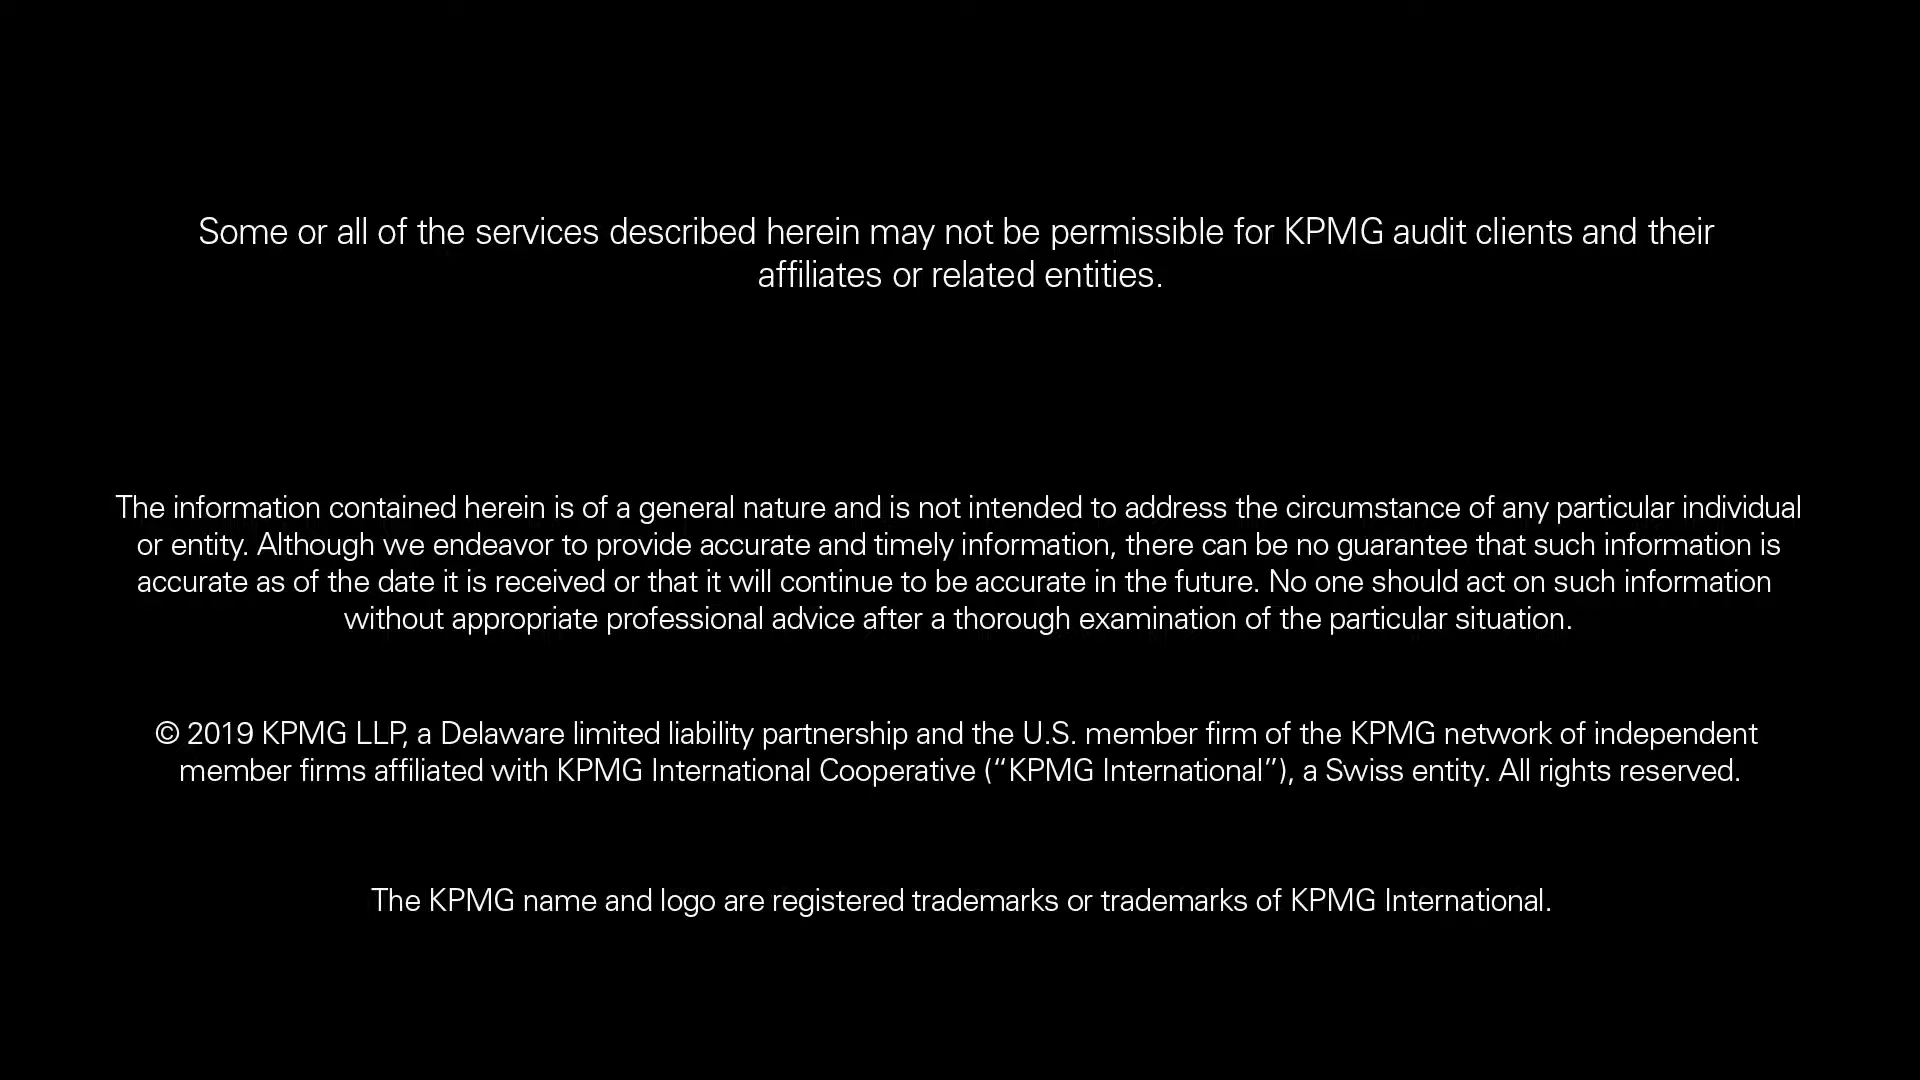 Some or all of the services described herein may not be permissible for KPMG audit clients and their
affiliates or related entities.
The information contained herein is of a general nature and is not intended to address the circumstance of any particular individual
or entity. Although we endeavor to provide accurate and timely information, there can be no guarantee that such information is
accurate as of the date it is received or that it will continue to be accurate in the future. No one should act on such information
without appropriate professional advice after a thorough examination of the particular situation.
© 2019 KPMG LLP, a Delaware limited liability partnership and the U.S. member firm of the KPMG network of independent
member firms affiliated with KPMG International Cooperative (“KPMG International”), a Swiss entity. All rights reserved.
The KPMG name and logo are registered trademarks or trademarks of KPMG International.